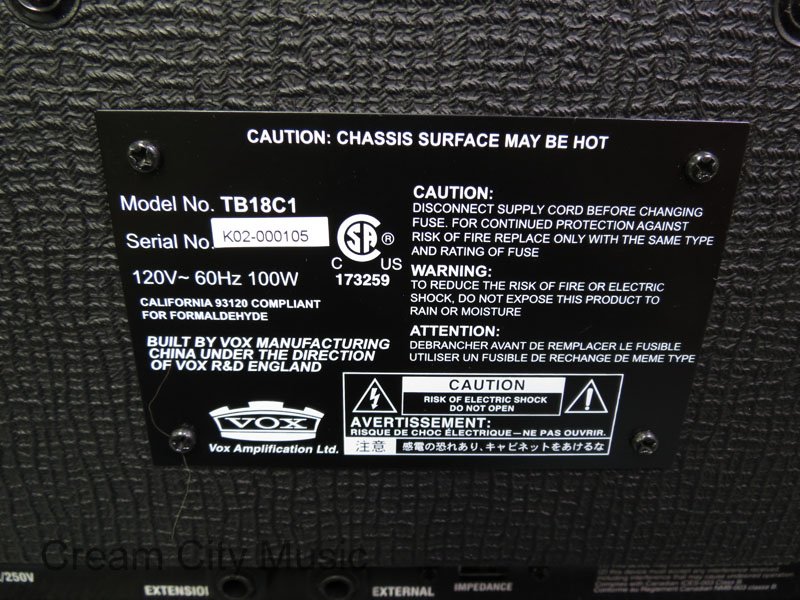 CAUTION: CHASSIS SURFACE MAY BE HOT
Model No. TB18C1
Serial No. K02-000105
120V~ 60Hz 100W
CALIFORNIA 93120 COMPLIANT
FOR FORMALDEHYDE
BUILT BY VOX MANUFACTURING
CHINA UNDER THE DIRECTION
OF VOX R&D ENGLAND
SA ®
C US
173259
VOX
Vox Amplification Ltd.
CAUTION:
DISCONNECT SUPPLY CORD BEFORE CHANGING
FUSE. FOR CONTINUED PROTECTION AGAINST
RISK OF FIRE REPLACE ONLY WITH THE SAME TYPE
AND RATING OF FUSE
WARNING:
TO REDUCE THE RISK OF FIRE OR ELECTRIC
SHOCK, DO NOT EXPOSE THIS PRODUCT TO
RAIN OR MOISTURE
ATTENTION:
DEBRANCHER AVANT DE REMPLACER LE FUSIBLE
UTILISER UN FUSIBLE DE RECHANGE DE MEME TYPE
CAUTION
RISK OF ELECTRIC SHOCK
DO NOT OPEN
AVERTISSEMENT:
RISQUE DE CHOC ÉLECTRIQUE—NE PAS OUVRIR.
注意 感電の恐れあり、キャビネットをあけるな
Cream City Music
/250V
EXTENSION
EXTERNAL
IMPEDANCE